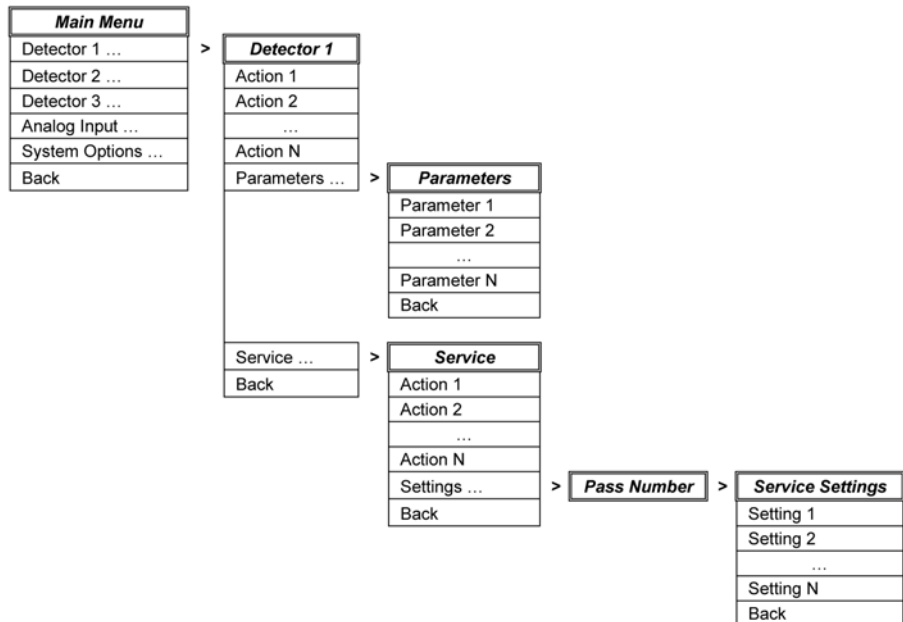 Main Menu
Detector 1 …
Detector 2 …
Detector 3 …
Analog Input …
System Options …
Back
>
Detector 1
Action 1
Action 2
…
Action N
Parameters …
>
Parameters
Parameter 1
Parameter 2
…
Parameter N
Back
Service …
Back
>
Service
Action 1
Action 2
…
Action N
Settings …
Back
>
Pass Number
>
Service Settings
Setting 1
Setting 2
…
Setting N
Back